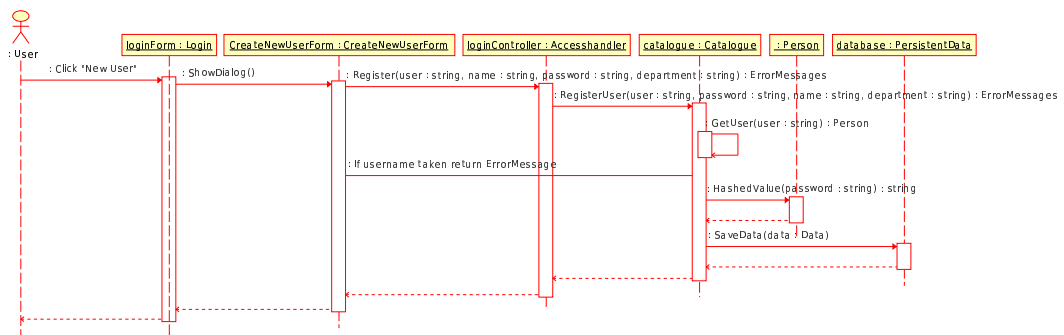 : User
loginForm : Login
CreateNewUserForm : CreateNewUserForm
loginController : Accesshandler
catalogue : Catalogue
: Person
database : PersistentData
: Click "New User"
: ShowDialog()
: Register(user : string, name : string, password : string, department : string) : ErrorMessages
: RegisterUser(user : string, password : string, name : string, department : string) : ErrorMessages
: GetUser(user : string) : Person
: If username taken return ErrorMessage
: HashedValue(password : string) : string
: SaveData(data : Data)